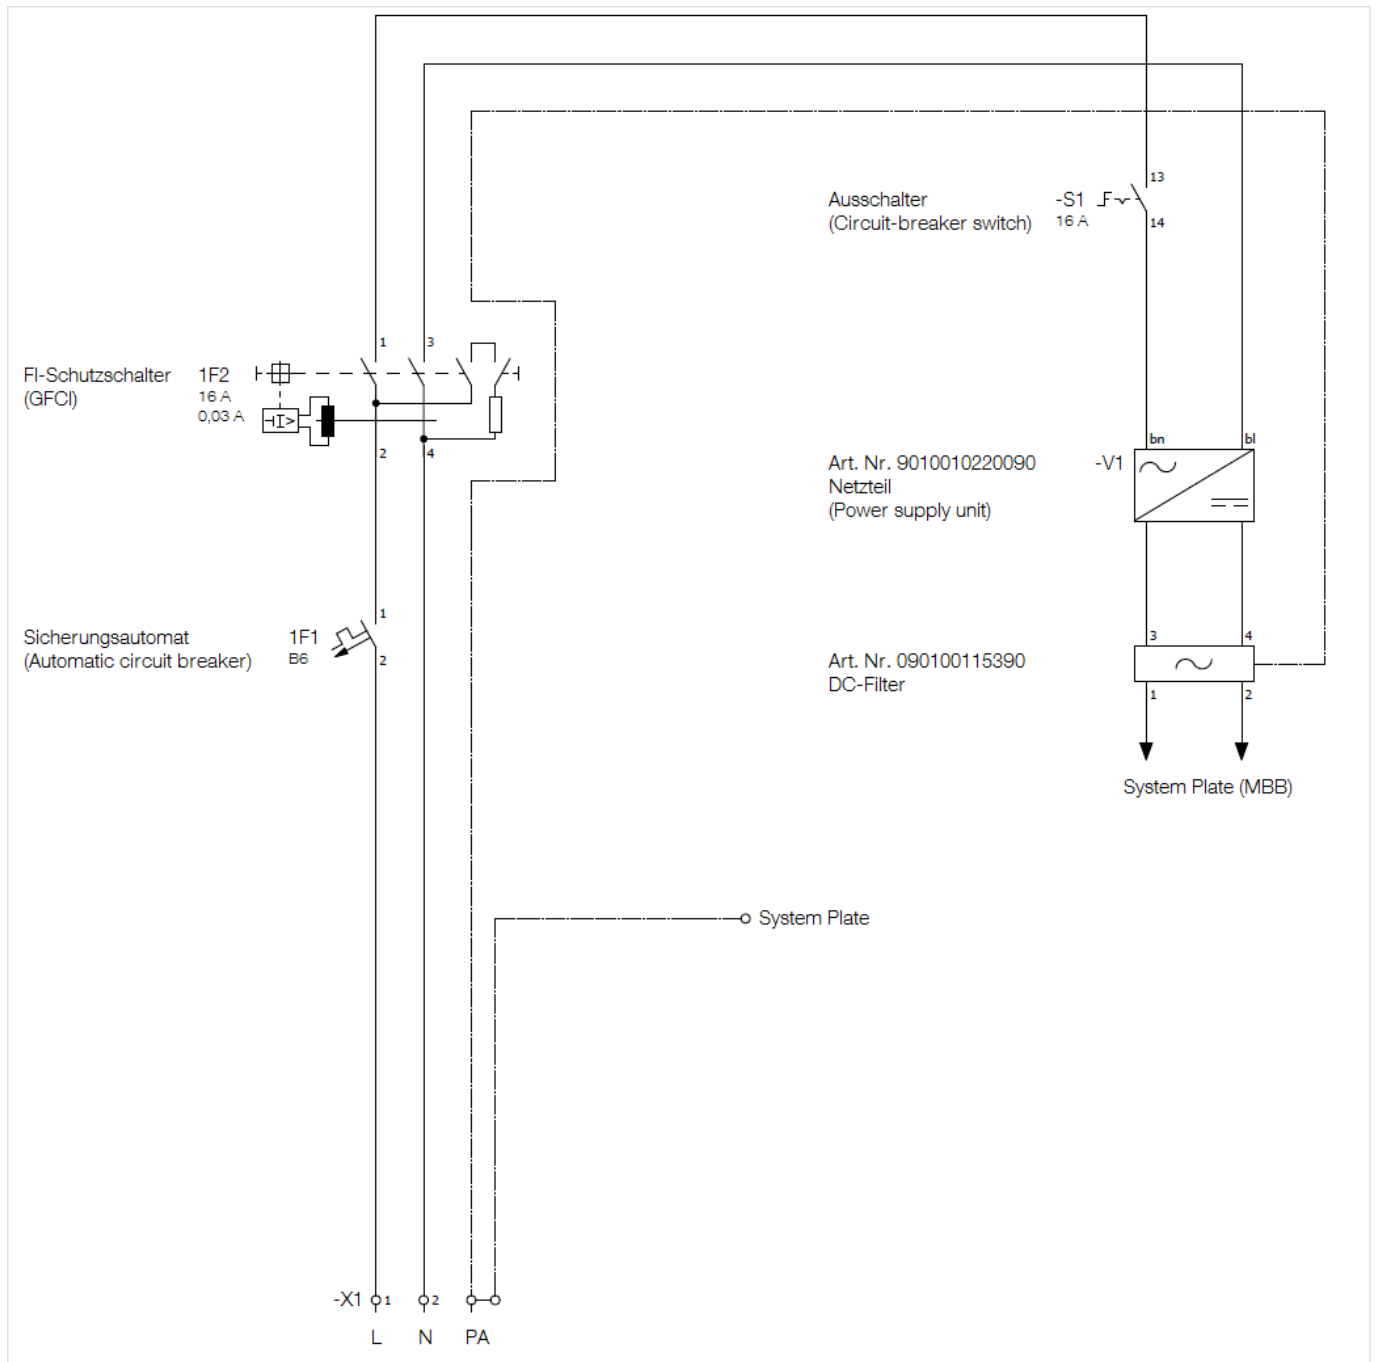 13
Ausschalter -S1
(Circuit-breaker switch) 16 A 14
1 3
FI-Schutzschalter 1F2
(GFCI) 16 A
0,03 A
I>
2 4
bn bl
Art. Nr. 9010010220090 -V1
Netzteil
(Power supply unit)
1
Sicherungsautomat 1F1
(Automatic circuit breaker) B6 2
3 4
Art. Nr. 090100115390
DC-Filter
1 2
System Plate (MBB)
System Plate
-X1 1 2
L N PA